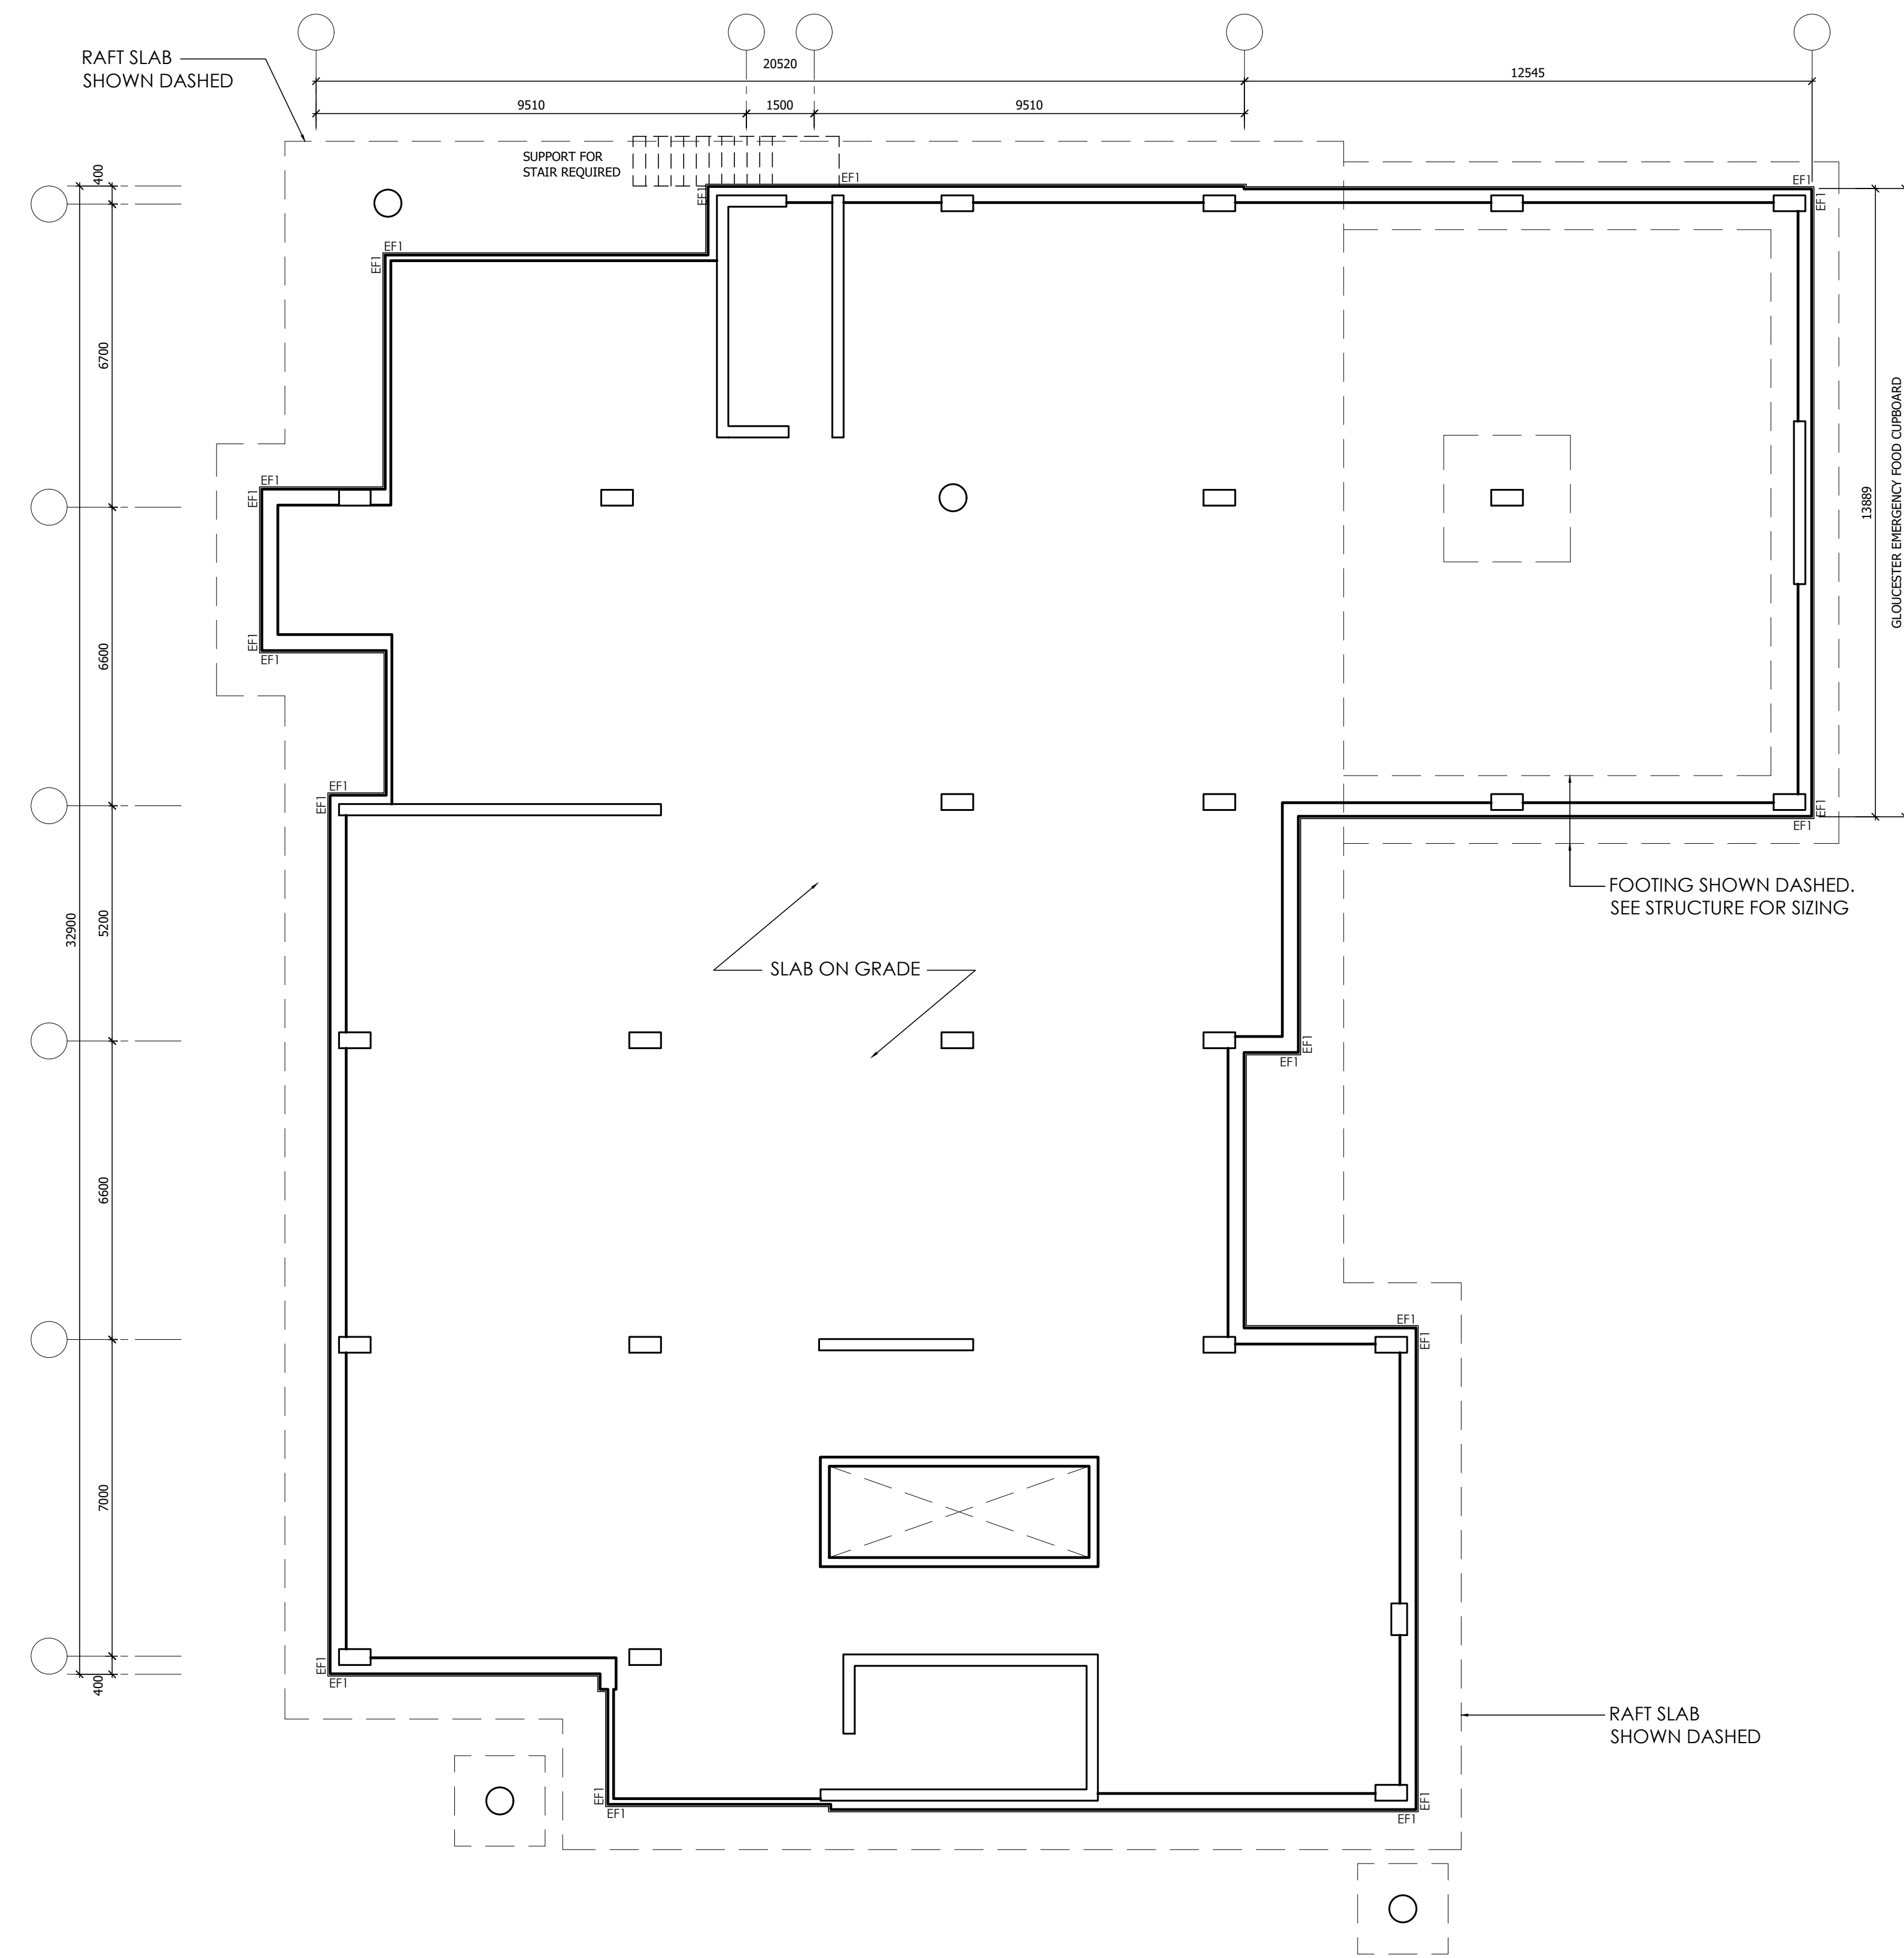 RAFT SLAB
SHOWN DASHED
20520
12545
9510
1500
9510
SUPPORT FOR
STAIR REQUIRED
400
EF1
EF1
EF1
EF1
EF1
EF1
6700
GLOUCESTER EMERGENCY FOOD CUPBOARD
13889
EF1
EF1
6600
EF1
EF1
EF1
EF1
EF1
EF1
FOOTING SHOWN DASHED.
SEE STRUCTURE FOR SIZING
32900
5200
SLAB ON GRADE
EF1
EF1
6600
EF1
EF1
7000
EF1
EF1
400
RAFT SLAB
SHOWN DASHED
EF1
EF1
EF1
EF1